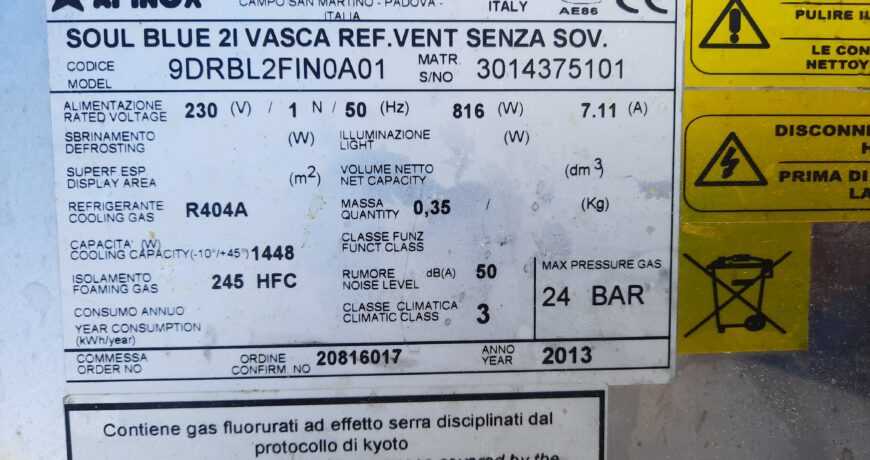 INOX
CAMPO SAN MARTINO - PADOVA -
ITALIA
ITALY
AE86
CE
SOUL BLUE 2I VASCA REF.VENT SENZA SOV.
CODICE
MODEL
9DRBL2FIN0A01
MATR.
S/NO
3014375101
ALIMENTAZIONE
RATED VOLTAGE
230 (V) / 1 N / 50 (Hz) 816 (W) 7.11 (A)
SBRINAMENTO
DEFROSTING
(W)
ILLUMINAZIONE
LIGHT
(W)
SUPERF ESP
DISPLAY AREA
(m²)
VOLUME NETTO
NET CAPACITY
(dm³)
REFRIGERANTE
COOLING GAS
R404A
MASSA
QUANTITY
0,35 / (Kg)
CAPACITA' (W)
COOLING CAPACITY(-10°/+45°) 1448
CLASSE FUNZ
FUNCT CLASS
ISOLAMENTO
FOAMING GAS
245 HFC
RUMORE
NOISE LEVEL
dB(A) 50
MAX PRESSURE GAS
24 BAR
CONSUMO ANNUO
YEAR CONSUMPTION
(kWh/year)
CLASSE CLIMATICA
CLIMATIC CLASS
3
COMMESSA
ORDER NO
ORDINE
CONFIRM. NO
20816017
ANNO
YEAR
2013
Contiene gas fluorurati ad effetto serra disciplinati dal
protocollo di kyoto
covered by the
PULIRE
LE CON
NETTOY
DISCONN
PRIMA DI
LA